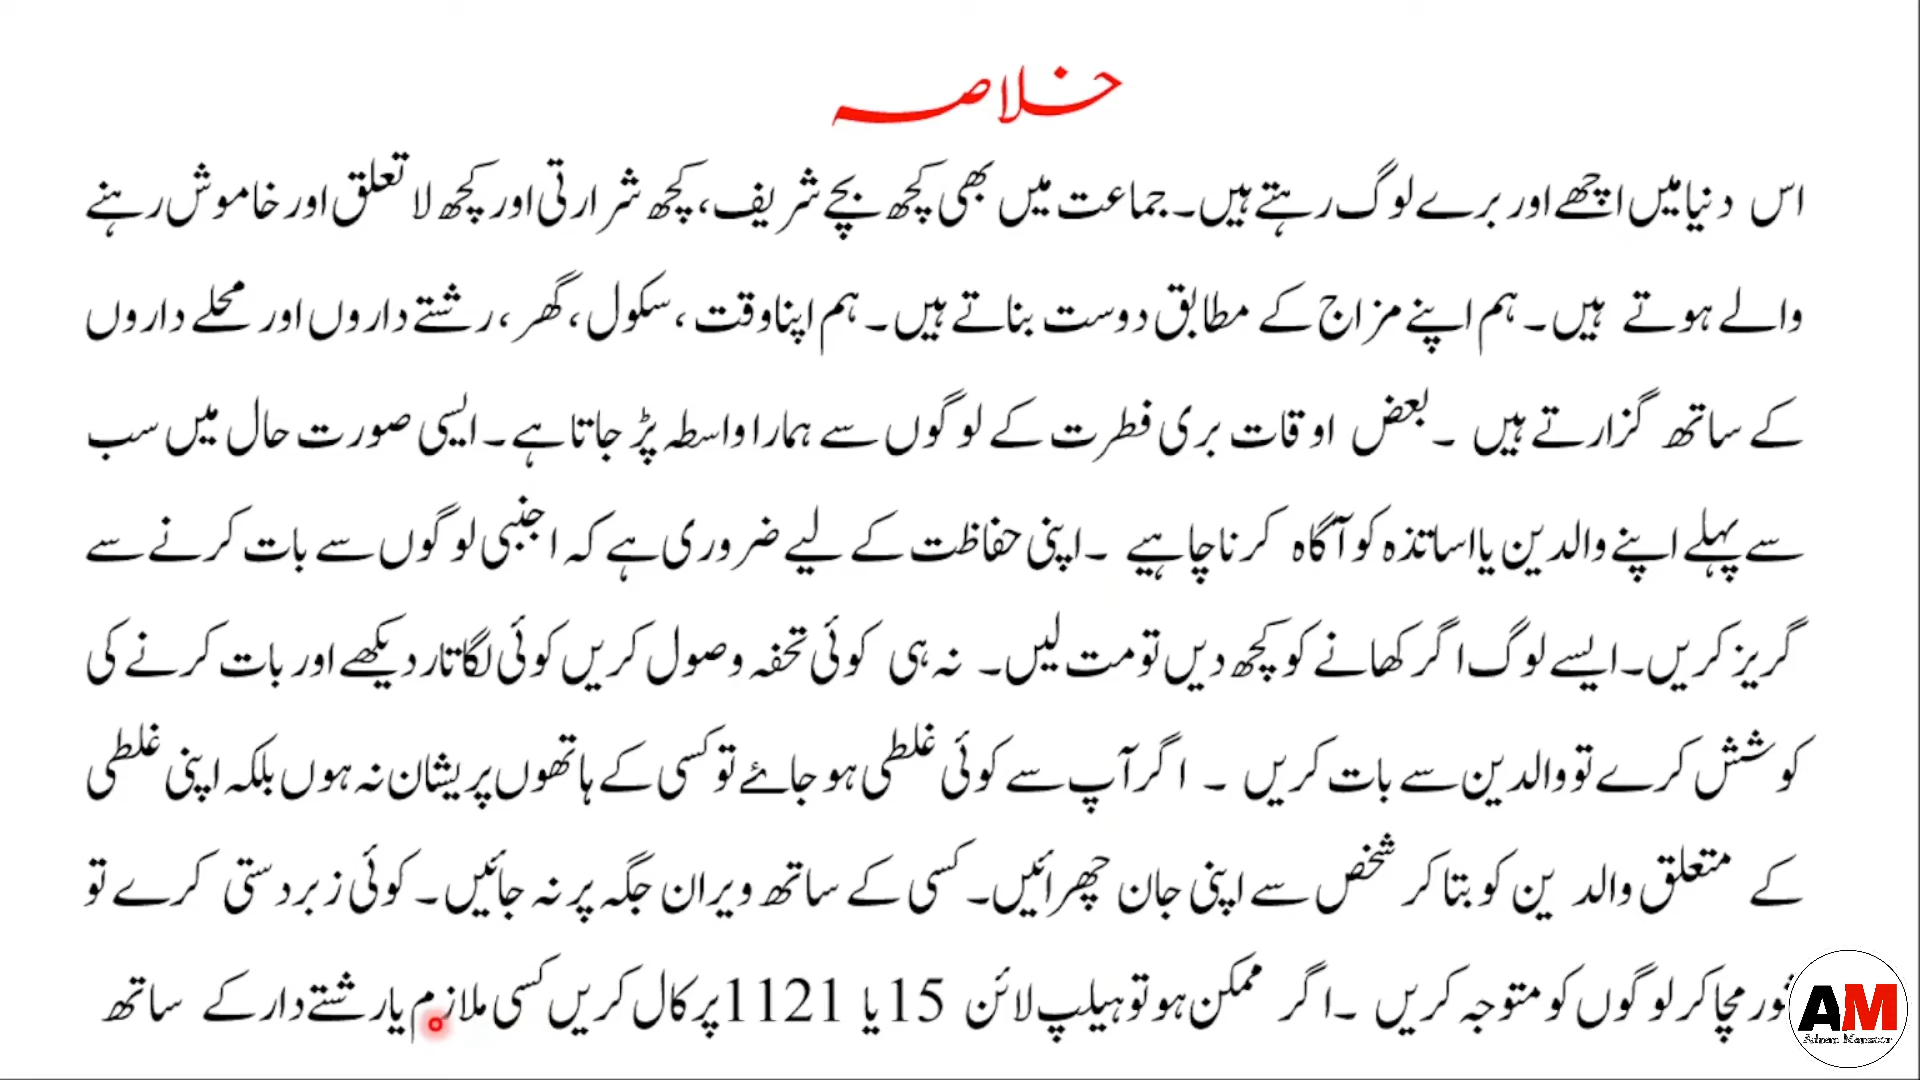 خلاصہ
اس دنیا میں اچھے اور برے لوگ رہتے ہیں۔ جماعت میں بھی کچھ بچے شریف، کچھ شرارتی اور کچھ لا تعلق اور خاموش رہنے
والے ہوتے ہیں۔ ہم اپنے مزاج کے مطابق دوست بناتے ہیں۔ ہم اپنا وقت ، سکول ، گھر ، رشتے داروں اور محلے داروں
کے ساتھ گزارتے ہیں ۔ بعض اوقات بری فطرت کے لوگوں سے ہمارا واسطہ پڑ جاتا ہے۔ ایسی صورت حال میں سب
سے پہلے اپنے والدین یا اساتذہ کو آگاہ کرنا چاہیے ۔ اپنی حفاظت کے لیے ضروری ہے کہ اجنبی لوگوں سے بات کرنے سے
گریز کریں۔ ایسے لوگ اگر کھانے کو کچھ دیں تو مت لیں۔ نہ ہی کوئی تحفہ وصول کریں کوئی لگاتار دیکھے اور بات کرنے کی
کوشش کرے تو والدین سے بات کریں ۔ اگر آپ سے کوئی غلطی ہو جائے تو کسی کے ہاتھوں پریشان نہ ہوں بلکہ اپنی غلطی
کے متعلق والدین کو بتا کر شخص سے اپنی جان چھرائیں۔ کسی کے ساتھ ویران جگہ پر نہ جائیں۔ کوئی زبردستی کرے تو
مچا کر لوگوں کو متوجہ کریں ۔ اگر ممکن ہو تو ہیلپ لائن 15 یا 1121 پر کال کریں کسی ملازم یا رشتے دار کے ساتھ
AM
Adnan Mansoor